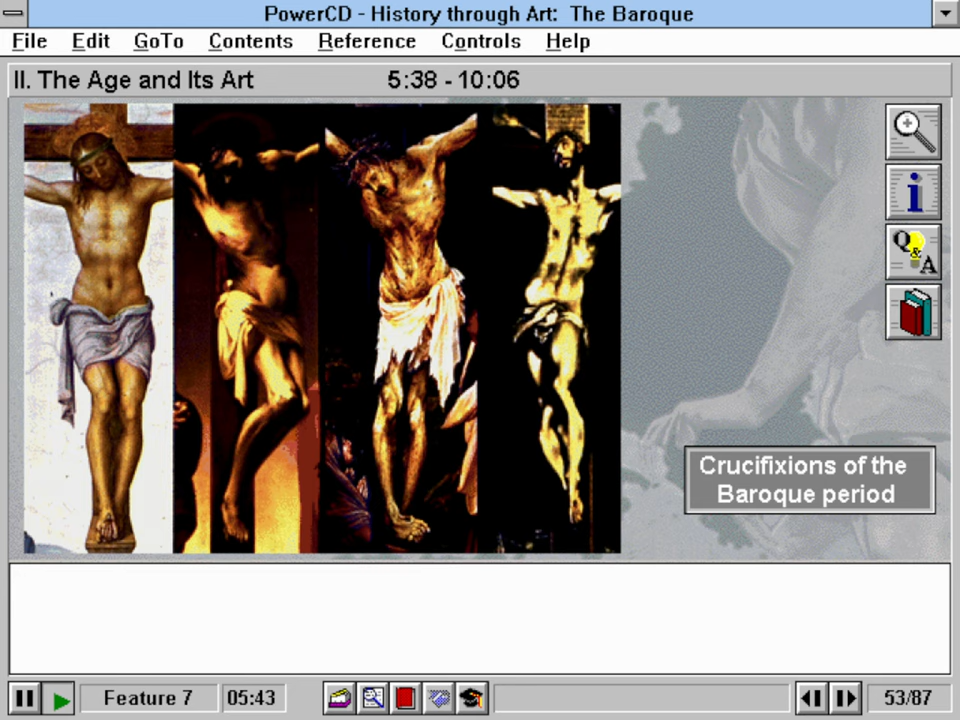 PowerCD - History through Art: The Baroque
File Edit GoTo Contents Reference Controls Help
II. The Age and Its Art 5:38 - 10:06
Q
&
A
Crucifixions of the
Baroque period
Feature 7 05:43 53/87